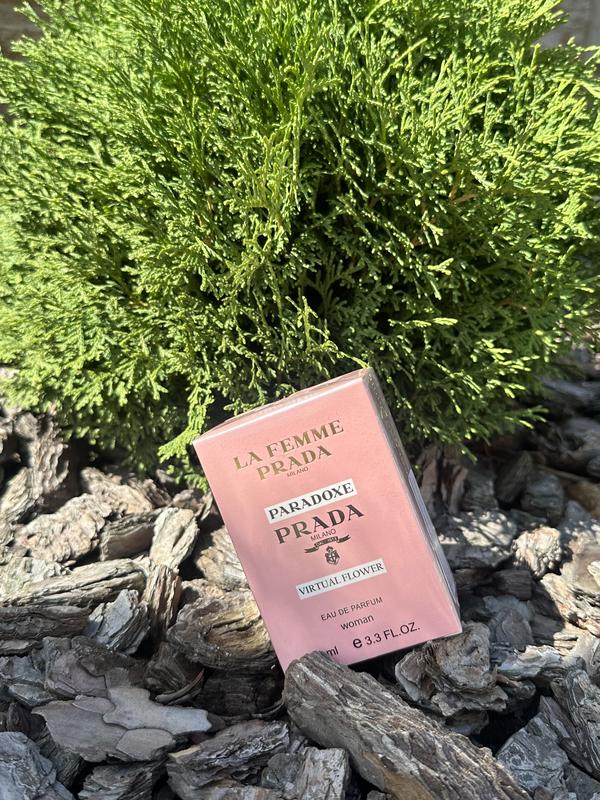 LA FEMME
PRADA
MILANO
PARADOXE
PRADA
MILANO
VIRTUAL FLOWER
EAU DE PARFUM
woman
ml ℮ 3.3 FL.OZ.